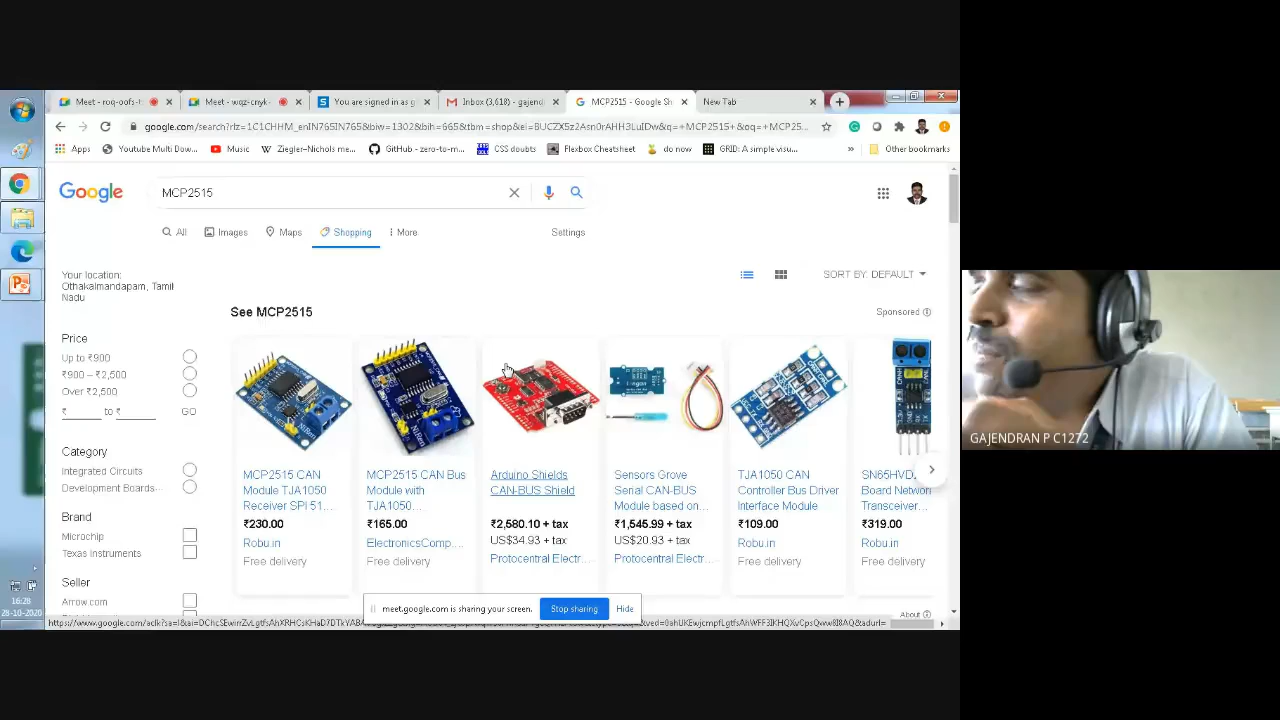 Meet - roq-oofs-t
Meet - wqz-cnyk-
You are signed in as g
Inbox (3,618) - gajend
MCP2515 - Google Sh
New Tab
Apps
Youtube Multi Dow...
Music
Ziegler–Nichols me...
GitHub - zero-to-m...
CSS doubts
Flexbox Cheatsheet
do now
GRID: A simple visu...
»
Other bookmarks
Google
MCP2515
All
Images
Maps
Shopping
More
Settings
Your location:
Othakalmandapam, Tamil
Nadu
SORT BY: DEFAULT
See MCP2515
Sponsored
Price
Up to ₹900
₹900 – ₹2,500
Over ₹2,500
₹ to ₹ GO
Category
Integrated Circuits
Development Boards...
Brand
Microchip
Texas Instruments
Seller
Arrow.com
MCP2515 CAN
Module TJA1050
Receiver SPI 51...
₹230.00
Robu.in
Free delivery
MCP2515 CAN Bus
Module with
TJA1050...
₹165.00
ElectronicsComp....
Free delivery
Arduino Shields
CAN-BUS Shield
₹2,580.10 + tax
US$34.93 + tax
Protocentral Electr...
Sensors Grove
Serial CAN-BUS
Module based on...
₹1,545.99 + tax
US$20.93 + tax
Protocentral Electr...
TJA1050 CAN
Controller Bus Driver
Interface Module
₹109.00
Robu.in
Free delivery
Board Networ
Transceiver...
₹319.00
Robu.in
Free delivery
About
meet.google.com is sharing your screen.
Stop sharing
Hide
16:28
28-10-2020
GAJENDRAN P C1272